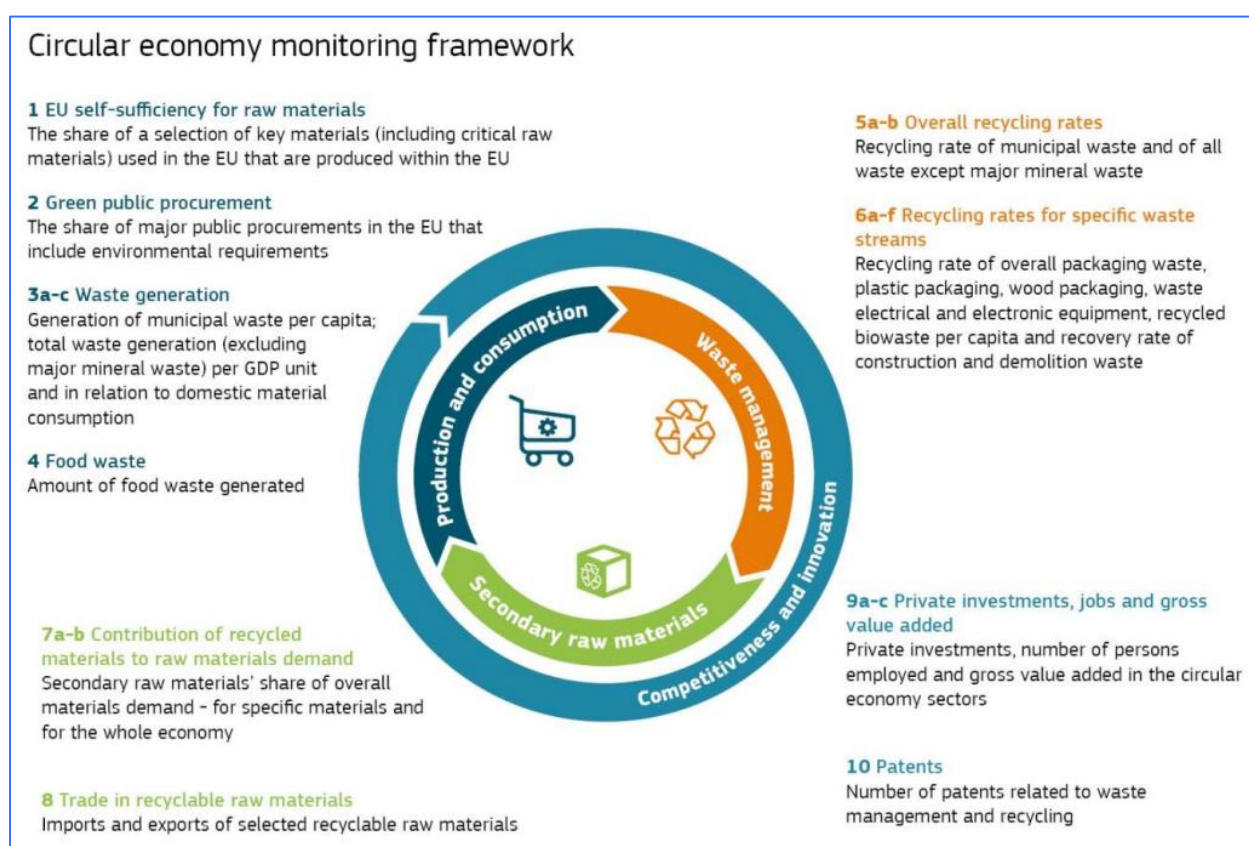 Circular economy monitoring framework
1 EU self-sufficiency for raw materials
The share of a selection of key materials (including critical raw
materials) used in the EU that are produced within the EU
2 Green public procurement
The share of major public procurements in the EU that
include environmental requirements
3a-c Waste generation
Generation of municipal waste per capita;
total waste generation (excluding
major mineral waste) per GDP unit
and in relation to domestic material
consumption
4 Food waste
Amount of food waste generated
5a-b Overall recycling rates
Recycling rate of municipal waste and of all
waste except major mineral waste
6a-f Recycling rates for specific waste
streams
Recycling rate of overall packaging waste,
plastic packaging, wood packaging, waste
electrical and electronic equipment, recycled
biowaste per capita and recovery rate of
construction and demolition waste
Production and consumption
Waste management
Secondary raw materials
Competitiveness and innovation
7a-b Contribution of recycled
materials to raw materials demand
Secondary raw materials' share of overall
materials demand - for specific materials and
for the whole economy
8 Trade in recyclable raw materials
Imports and exports of selected recyclable raw materials
9a-c Private investments, jobs and gross
value added
Private investments, number of persons
employed and gross value added in the circular
economy sectors
10 Patents
Number of patents related to waste
management and recycling